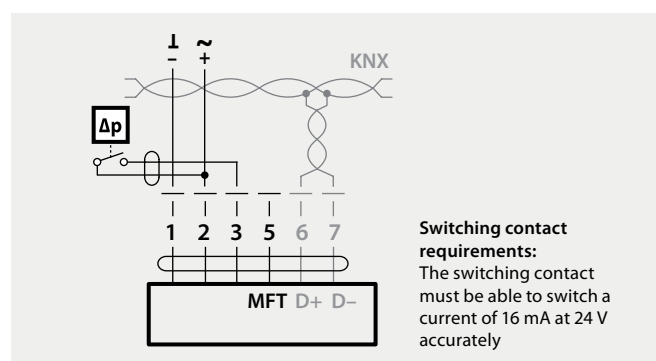 ⊥ ~
– +
KNX
Δp
1 2 3 5 6 7
MFT D+ D–
Switching contact
requirements:
The switching contact
must be able to switch a
current of 16 mA at 24 V
accurately